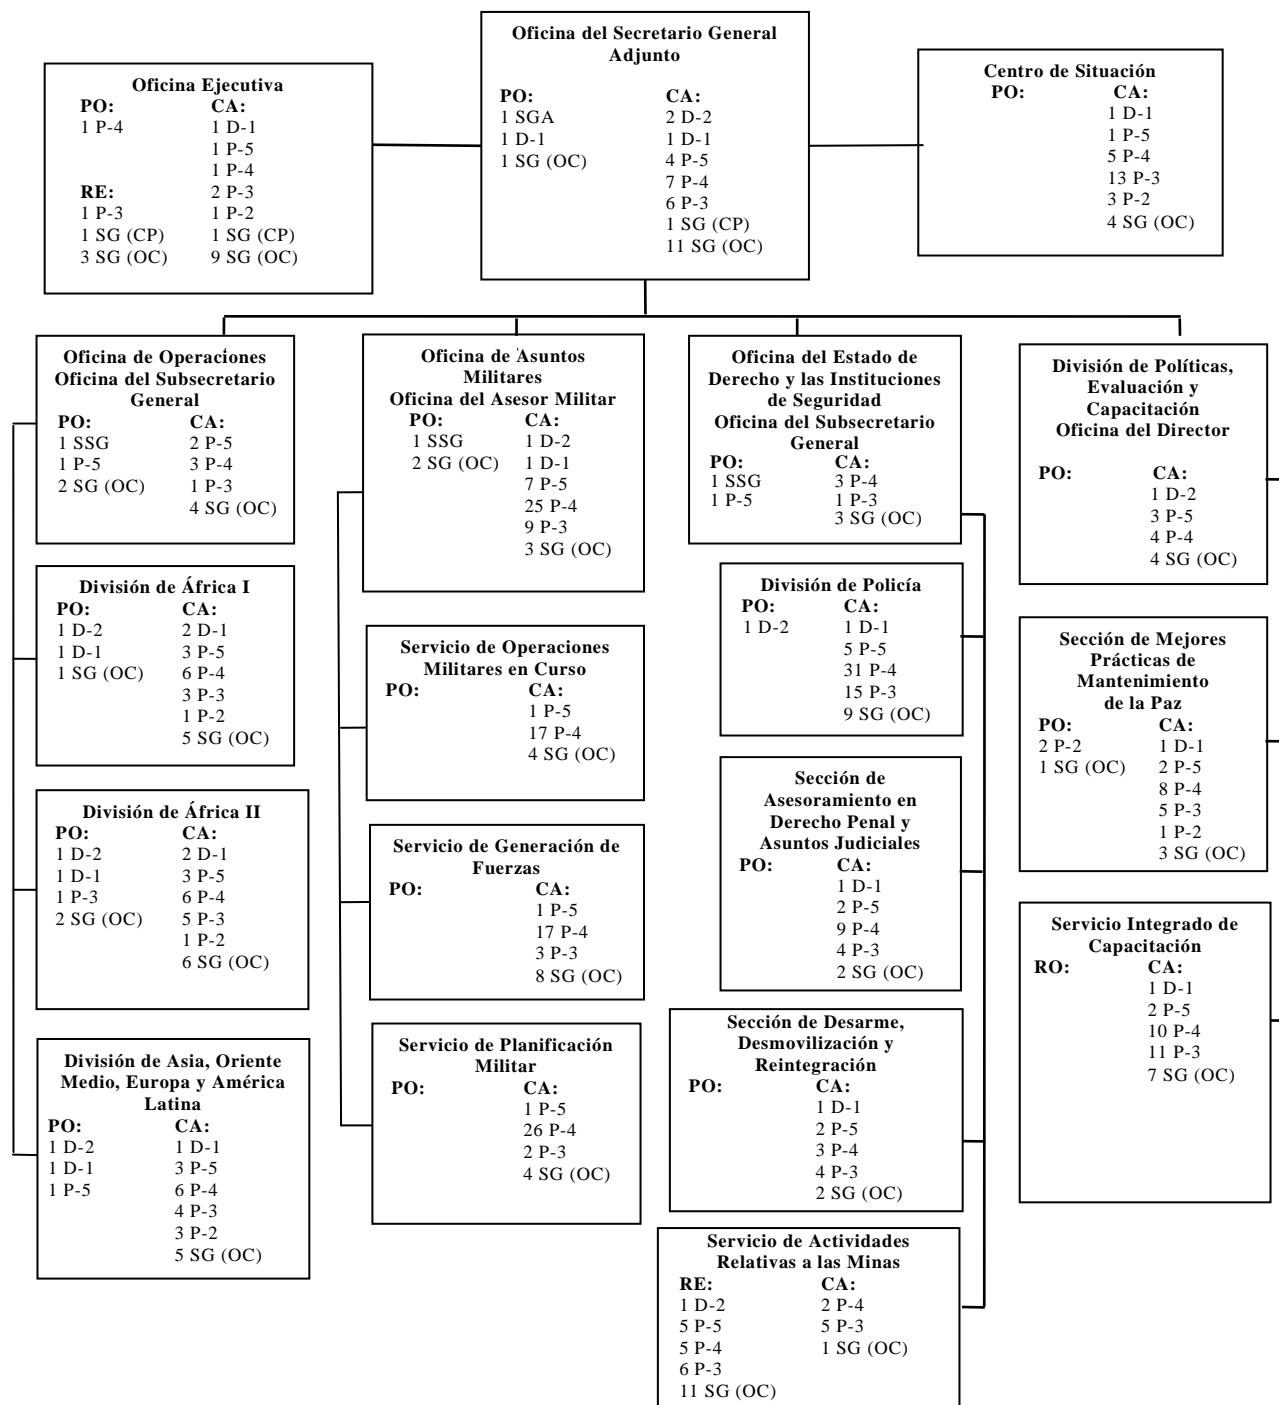 Oficina del Secretario General
Adjunto
PO: CA:
1 SGA 2 D-2
1 D-1 1 D-1
1 SG (OC) 4 P-5
7 P-4
6 P-3
1 SG (CP)
11 SG (OC)
Oficina Ejecutiva
PO: CA:
1 P-4 1 D-1
1 P-5
1 P-4
RE: 2 P-3
1 P-3 1 P-2
1 SG (CP) 1 SG (CP)
3 SG (OC) 9 SG (OC)
Centro de Situación
PO: CA:
1 D-1
1 P-5
5 P-4
13 P-3
3 P-2
4 SG (OC)
Oficina de Operaciones
Oficina del Subsecretario
General
PO: CA:
1 SSG 2 P-5
1 P-5 3 P-4
2 SG (OC) 1 P-3
4 SG (OC)
División de África I
PO: CA:
1 D-2 2 D-1
1 D-1 3 P-5
1 SG (OC) 6 P-4
3 P-3
1 P-2
5 SG (OC)
División de África II
PO: CA:
1 D-2 2 D-1
1 D-1 3 P-5
1 P-3 6 P-4
2 SG (OC) 5 P-3
1 P-2
6 SG (OC)
División de Asia, Oriente
Medio, Europa y América
Latina
PO: CA:
1 D-2 1 D-1
1 D-1 3 P-5
1 P-5 6 P-4
4 P-3
3 P-2
5 SG (OC)
Oficina de Asuntos
Militares
Oficina del Asesor Militar
PO: CA:
1 SSG 1 D-2
2 SG (OC) 1 D-1
7 P-5
25 P-4
9 P-3
3 SG (OC)
Servicio de Operaciones
Militares en Curso
PO: CA:
1 P-5
17 P-4
4 SG (OC)
Servicio de Generación de
Fuerzas
PO: CA:
1 P-5
17 P-4
3 P-3
8 SG (OC)
Servicio de Planificación
Militar
PO: CA:
1 P-5
26 P-4
2 P-3
4 SG (OC)
Oficina del Estado de
Derecho y las Instituciones
de Seguridad
Oficina del Subsecretario
General
PO: CA:
1 SSG 3 P-4
1 P-5 1 P-3
3 SG (OC)
División de Policía
PO: CA:
1 D-2 1 D-1
5 P-5
31 P-4
15 P-3
9 SG (OC)
Sección de
Asesoramiento en
Derecho Penal y
Asuntos Judiciales
PO: CA:
1 D-1
2 P-5
9 P-4
4 P-3
2 SG (OC)
Sección de Desarme,
Desmovilización y
Reintegración
PO: CA:
1 D-1
2 P-5
3 P-4
4 P-3
2 SG (OC)
Servicio de Actividades
Relativas a las Minas
RE: CA:
1 D-2 2 P-4
5 P-5 5 P-3
5 P-4 1 SG (OC)
6 P-3
11 SG (OC)
División de Políticas,
Evaluación y
Capacitación
Oficina del Director
PO: CA:
1 D-2
3 P-5
4 P-4
4 SG (OC)
Sección de Mejores
Prácticas de
Mantenimiento
de la Paz
PO: CA:
2 P-2 1 D-1
1 SG (OC) 2 P-5
8 P-4
5 P-3
1 P-2
3 SG (OC)
Servicio Integrado de
Capacitación
RO: CA:
1 D-1
2 P-5
10 P-4
11 P-3
7 SG (OC)